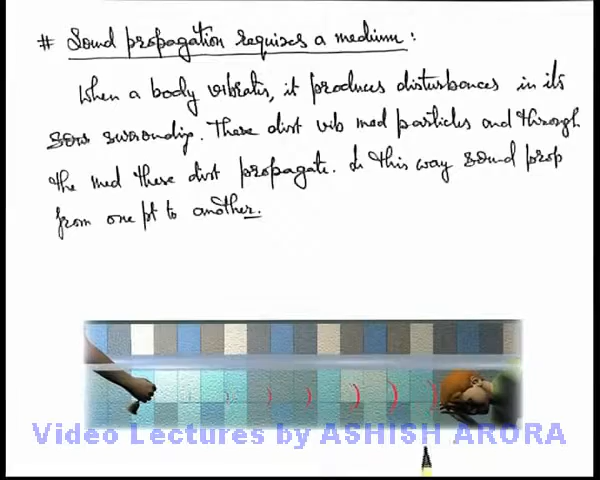 # Sound propagation requires a medium :
When a body vibrates, it produces disturbances in its
surrounding. These dist vib med particles and through
the med these dist propagate. In this way sound prop
from one pt to another.
Video Lectures by ASHISH ARORA